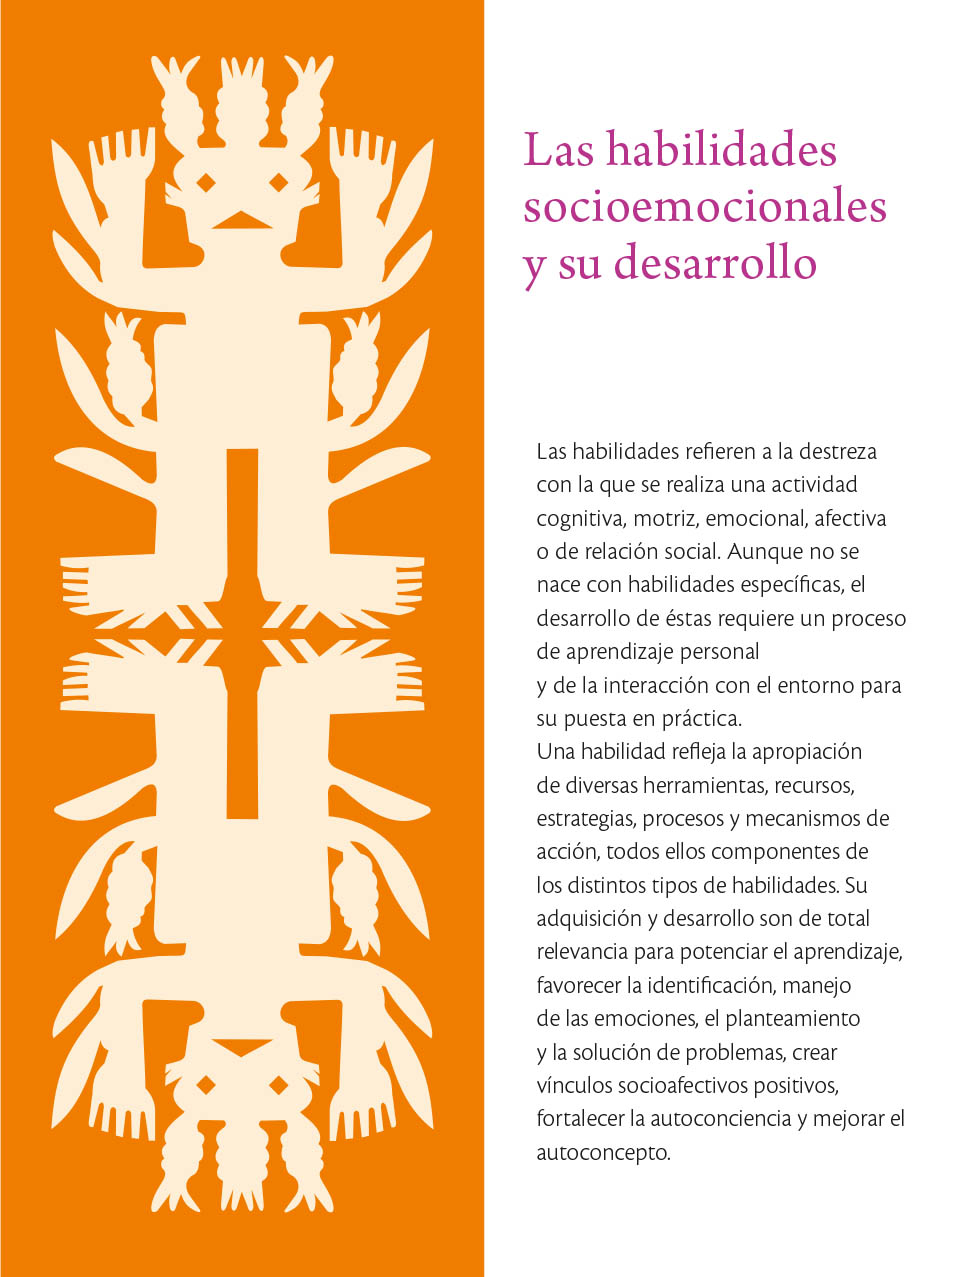 Las habilidades
socioemocionales
y su desarrollo
Las habilidades refieren a la destreza
con la que se realiza una actividad
cognitiva, motriz, emocional, afectiva
o de relación social. Aunque no se
nace con habilidades específicas, el
desarrollo de éstas requiere un proceso
de aprendizaje personal
y de la interacción con el entorno para
su puesta en práctica.
Una habilidad refleja la apropiación
de diversas herramientas, recursos,
estrategias, procesos y mecanismos de
acción, todos ellos componentes de
los distintos tipos de habilidades. Su
adquisición y desarrollo son de total
relevancia para potenciar el aprendizaje,
favorecer la identificación, manejo
de las emociones, el planteamiento
y la solución de problemas, crear
vínculos socioafectivos positivos,
fortalecer la autoconciencia y mejorar el
autoconcepto.